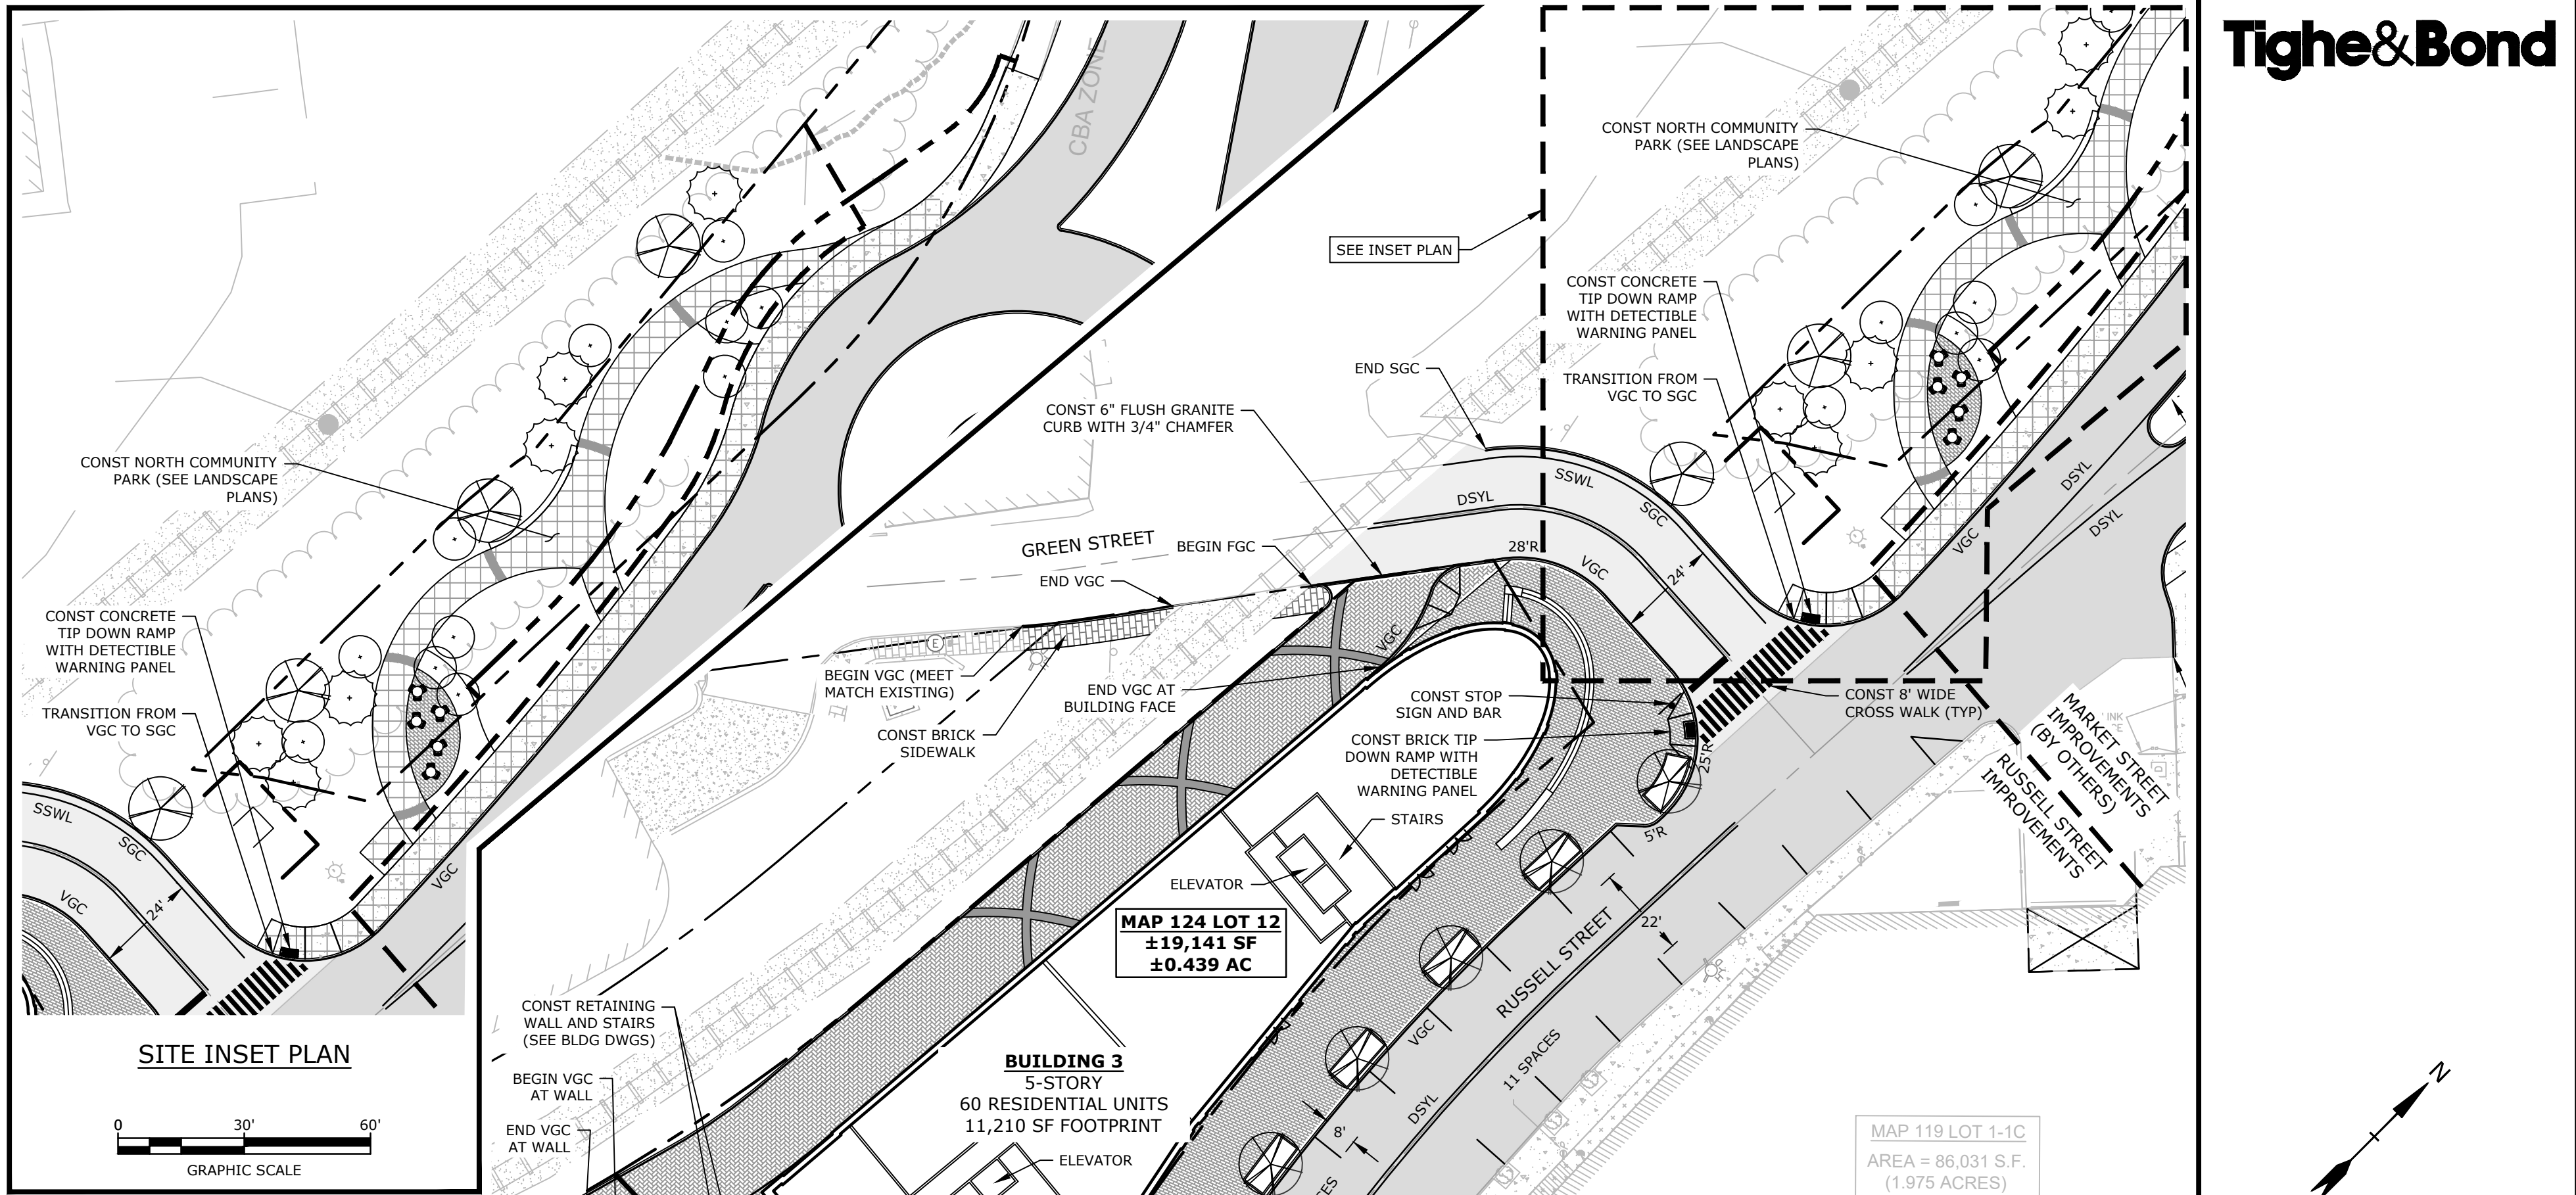 Tighe&Bond
CBA ZONE
CONST NORTH COMMUNITY
PARK (SEE LANDSCAPE
PLANS)
SEE INSET PLAN
CONST CONCRETE
TIP DOWN RAMP
WITH DETECTIBLE
WARNING PANEL
END SGC
TRANSITION FROM
VGC TO SGC
CONST 6" FLUSH GRANITE
CURB WITH 3/4" CHAMFER
CONST NORTH COMMUNITY
PARK (SEE LANDSCAPE
PLANS)
SSWL
DSYL
SGC
DSYL
DSYL
VGC
GREEN STREET
BEGIN FGC
28'R
VGC
24'
END VGC
CONST CONCRETE
TIP DOWN RAMP
WITH DETECTIBLE
WARNING PANEL
E
VGC
BEGIN VGC (MEET
MATCH EXISTING)
END VGC AT
BUILDING FACE
CONST BRICK
SIDEWALK
CONST STOP
SIGN AND BAR
CONST 8' WIDE
CROSS WALK (TYP)
CONST BRICK TIP
DOWN RAMP WITH
DETECTIBLE
WARNING PANEL
25'R
MARKET STREET
IMPROVEMENTS
(BY OTHERS)
RUSSELL STREET
IMPROVEMENTS
TRANSITION FROM
VGC TO SGC
SSWL
SGC
VGC
VGC
24'
STAIRS
5'R
ELEVATOR
MAP 124 LOT 12
±19,141 SF
±0.439 AC
22'
RUSSELL STREET
VGC
11 SPACES
DSYL
8'
CONST RETAINING
WALL AND STAIRS
(SEE BLDG DWGS)
BEGIN VGC
AT WALL
END VGC
AT WALL
BUILDING 3
5-STORY
60 RESIDENTIAL UNITS
11,210 SF FOOTPRINT
ELEVATOR
SITE INSET PLAN
0 30' 60'
GRAPHIC SCALE
MAP 119 LOT 1-1C
AREA = 86,031 S.F.
(1.975 ACRES)
N